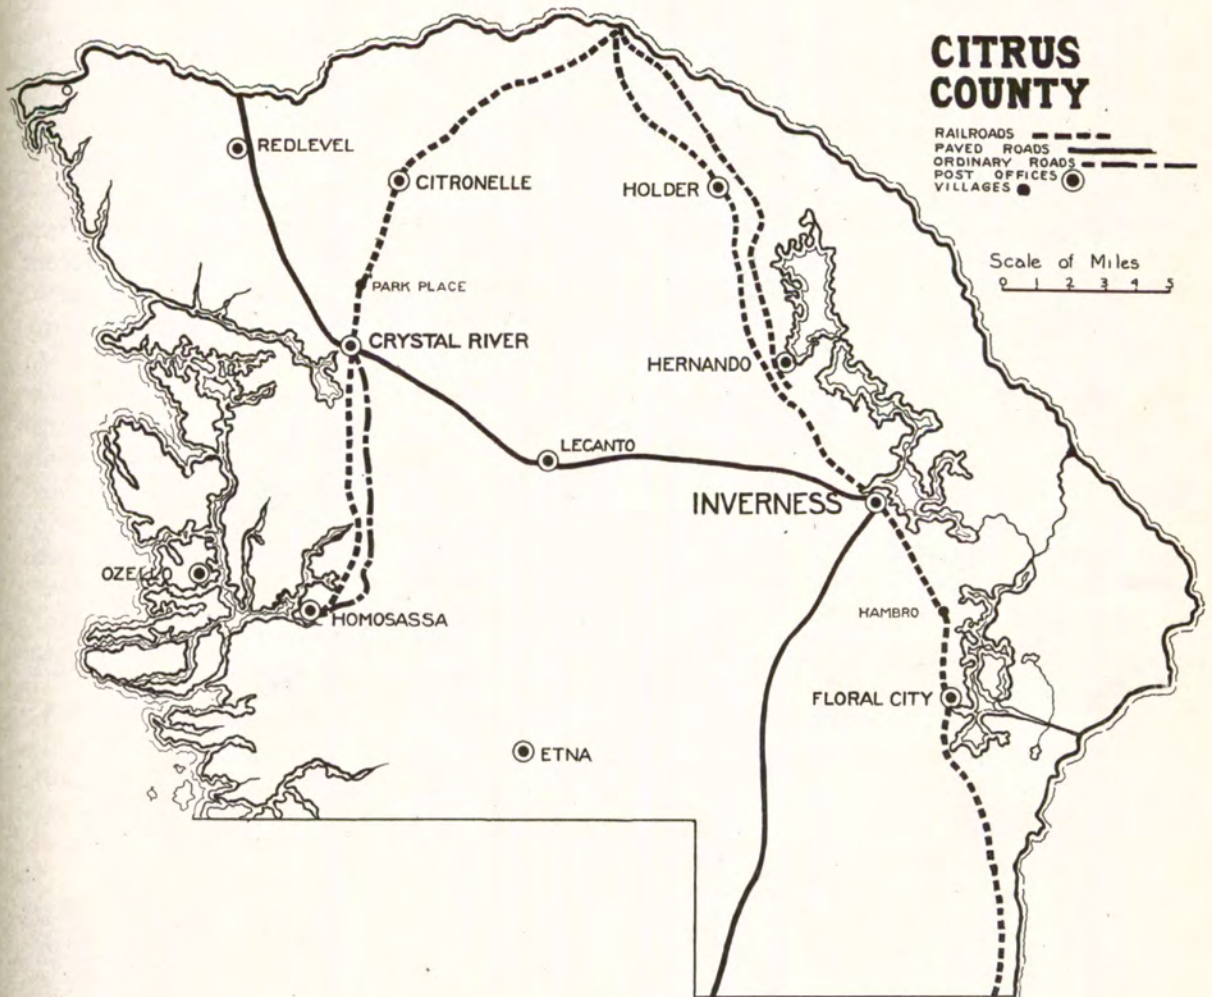 CITRUS
COUNTY
RAILROADS
PAVED ROADS
ORDINARY ROADS
POST OFFICES
VILLAGES
Scale of Miles
0 1 2 3 4 5
REDLEVEL
CITRONELLE
HOLDER
PARK PLACE
CRYSTAL RIVER
HERNANDO
LECANTO
INVERNESS
OZELLO
HOMOSASSA
HAMBRO
FLORAL CITY
ETNA